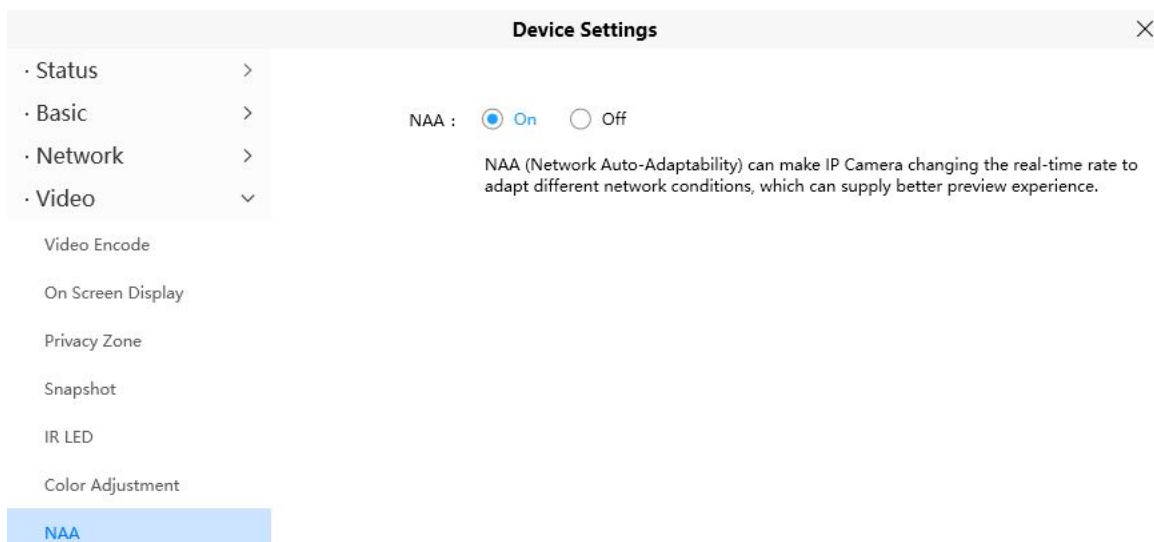 Device Settings
· Status
· Basic
· Network
· Video
Video Encode
On Screen Display
Privacy Zone
Snapshot
IR LED
Color Adjustment
NAA
NAA : On Off
NAA (Network Auto-Adaptability) can make IP Camera changing the real-time rate to
adapt different network conditions, which can supply better preview experience.